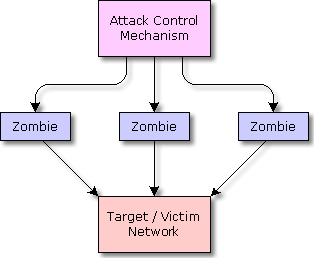 Attack Control
Mechanism
Zombie
Zombie
Zombie
Target / Victim
Network